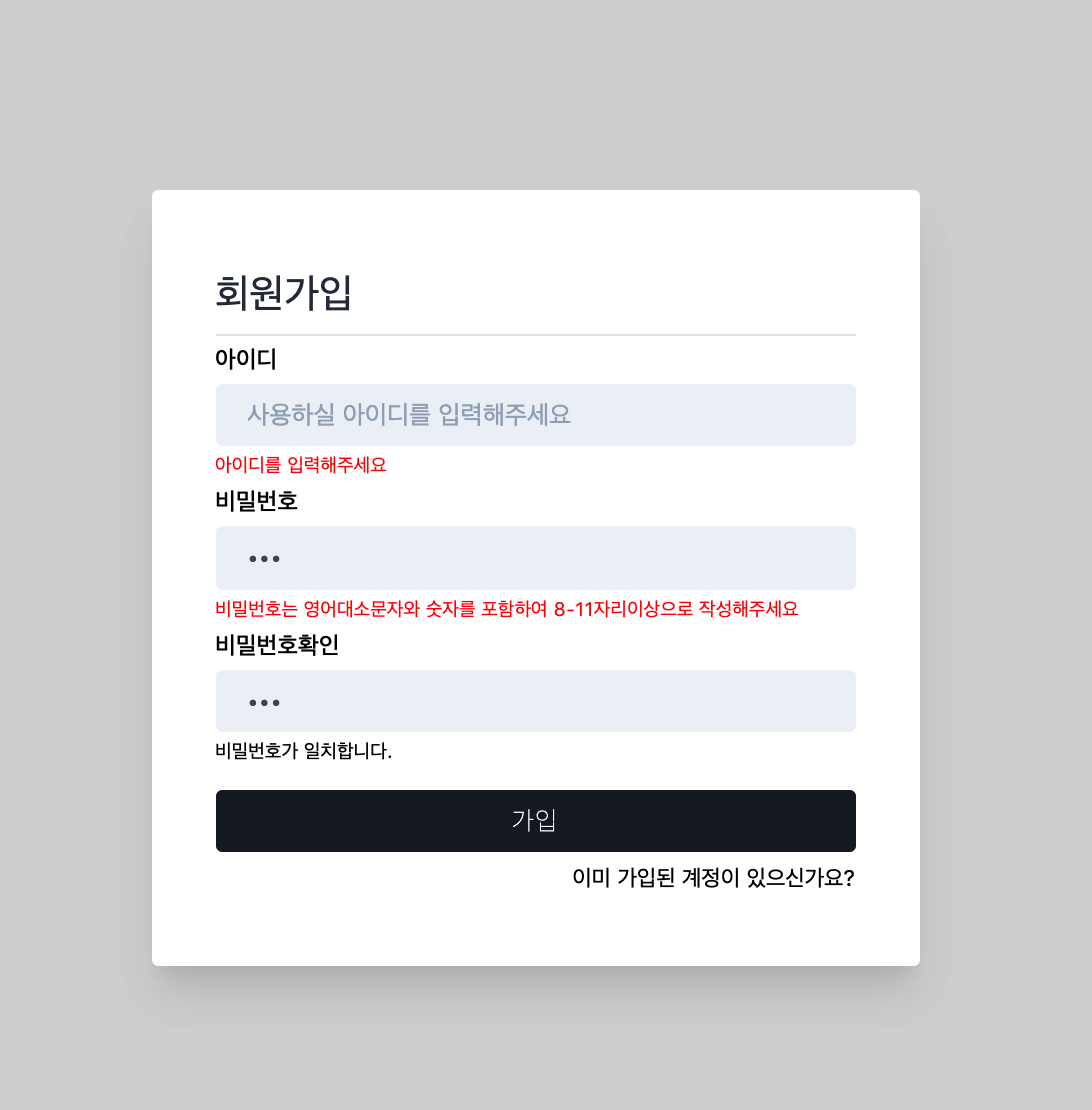 회원가입
아이디
사용하실 아이디를 입력해주세요
아이디를 입력해주세요
비밀번호
•••
비밀번호는 영어대소문자와 숫자를 포함하여 8-11자리이상으로 작성해주세요
비밀번호확인
•••
비밀번호가 일치합니다.
가입
이미 가입된 계정이 있으신가요?